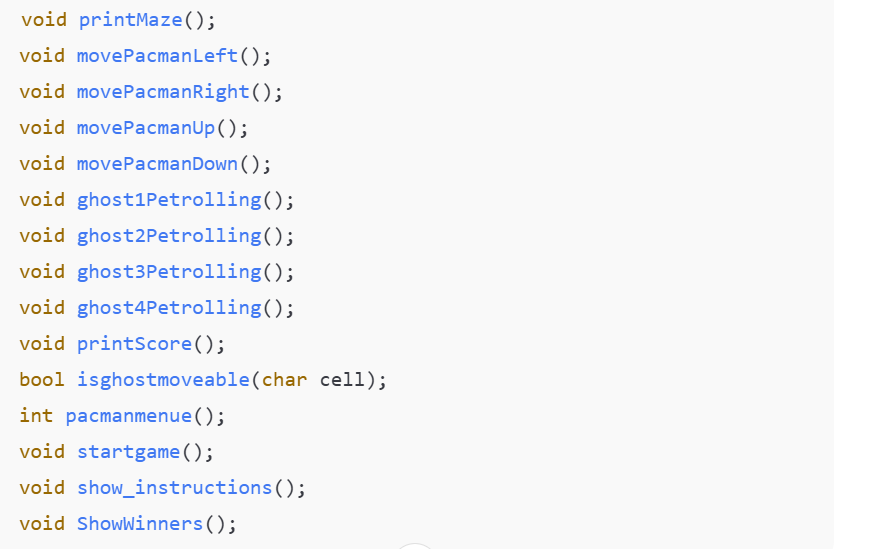 void printMaze();
void movePacmanLeft();
void movePacmanRight();
void movePacmanUp();
void movePacmanDown();
void ghost1Petrolling();
void ghost2Petrolling();
void ghost3Petrolling();
void ghost4Petrolling();
void printScore();
bool isghostmoveable(char cell);
int pacmanmenue();
void startgame();
void show_instructions();
void ShowWinners();